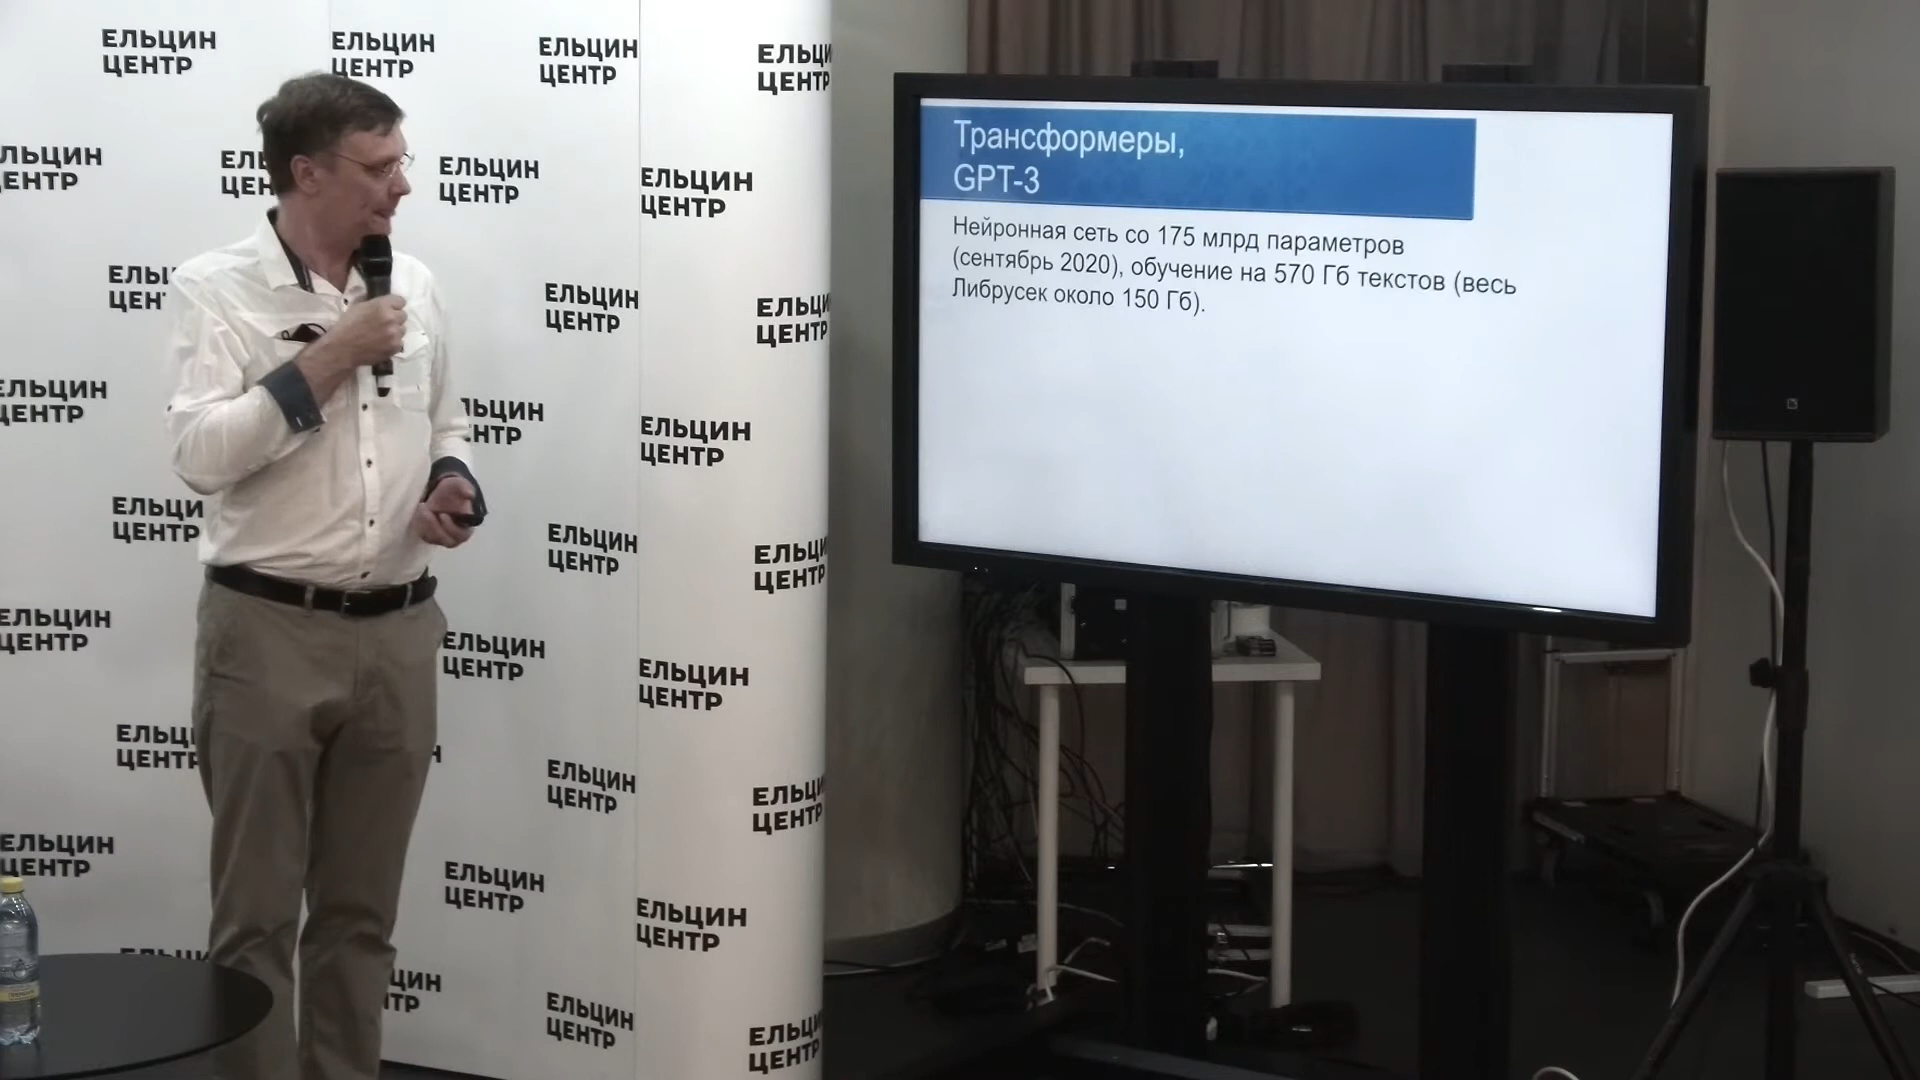 ЕЛЬЦИН
ЦЕНТР
Трансформеры,
GPT-3
Нейронная сеть со 175 млрд параметров
(сентябрь 2020), обучение на 570 Гб текстов (весь
Либрусек около 150 Гб).